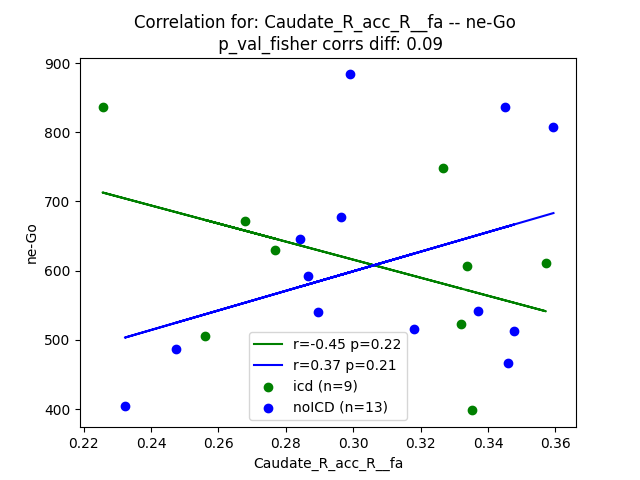 Correlation for: Caudate_R_acc_R__fa -- ne-Go
p_val_fisher corrs diff: 0.09
900
800
700
600
500
400
ne-Go
r=-0.45 p=0.22
r=0.37 p=0.21
icd (n=9)
noICD (n=13)
0.22 0.24 0.26 0.28 0.30 0.32 0.34 0.36
Caudate_R_acc_R__fa